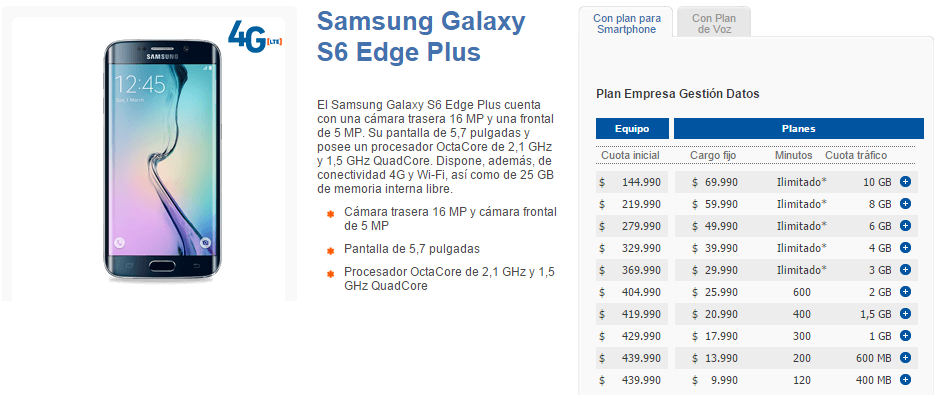 4G [LTE]
SAMSUNG
14:12
Samsung Galaxy
S6 Edge Plus
El Samsung Galaxy S6 Edge Plus cuenta
con una cámara trasera 16 MP y una frontal
de 5 MP. Su pantalla de 5,7 pulgadas y
posee un procesador OctaCore de 2,1 GHz
y 1,5 GHz QuadCore. Dispone, además, de
conectividad 4G y Wi-Fi, así como de 25 GB
de memoria interna libre.
Cámara trasera 16 MP y cámara frontal
de 5 MP
Pantalla de 5,7 pulgadas
Procesador OctaCore de 2,1 GHz y 1,5
GHz QuadCore
Con plan para
Smartphone
Con Plan
de Voz
Plan Empresa Gestión Datos
Equipo Planes
Cuota inicial Cargo fijo Minutos Cuota tráfico
$ 144.990 $ 69.990 Ilimitado* 10 GB
$ 219.990 $ 59.990 Ilimitado* 8 GB
$ 279.990 $ 49.990 Ilimitado* 6 GB
$ 329.990 $ 39.990 Ilimitado* 4 GB
$ 369.990 $ 29.990 Ilimitado* 3 GB
$ 404.990 $ 25.990 600 2 GB
$ 419.990 $ 20.990 400 1,5 GB
$ 429.990 $ 17.990 300 1 GB
$ 439.990 $ 13.990 200 600 MB
$ 439.990 $ 9.990 120 400 MB